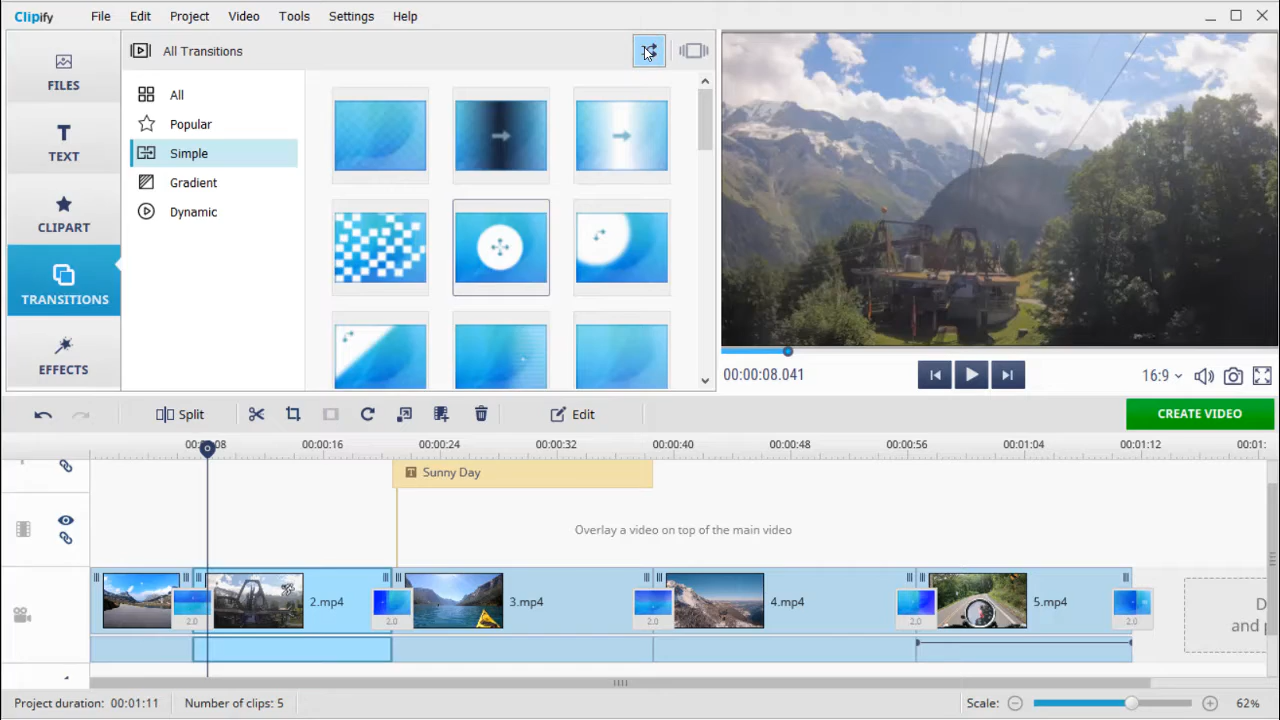 Clipify File Edit Project Video Tools Settings Help
FILES
TEXT
CLIPART
TRANSITIONS
EFFECTS
All Transitions
All
Popular
Simple
Gradient
Dynamic
00:00:08.041
16:9
Split
Edit
CREATE VIDEO
00:00:16 00:00:24 00:00:32 00:00:40 00:00:48 00:00:56 00:01:04 00:01:12 00:01:
T Sunny Day
Overlay a video on top of the main video
2.mp4 3.mp4 4.mp4 5.mp4
2.0 2.0 2.0 2.0 2.0
D
and p
Project duration: 00:01:11 Number of clips: 5 Scale: 62%